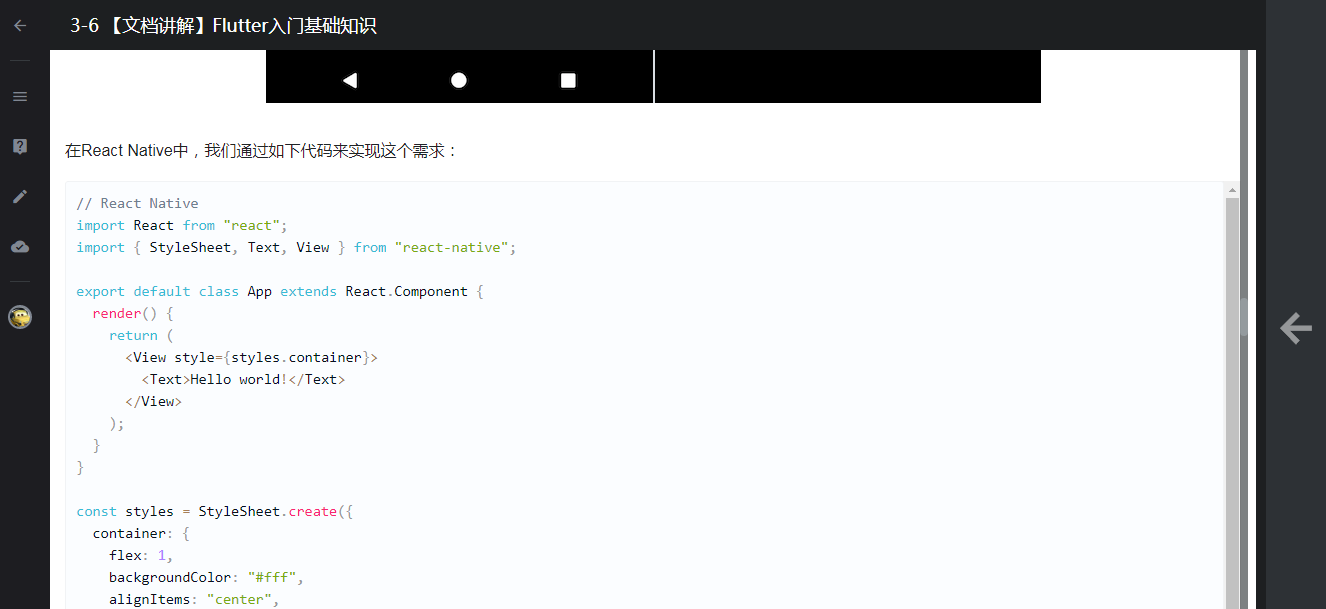 3-6 【文档讲解】Flutter入门基础知识
在React Native中，我们通过如下代码来实现这个需求：
// React Native
import React from "react";
import { StyleSheet, Text, View } from "react-native";
export default class App extends React.Component {
render() {
return (
<View style={styles.container}>
<Text>Hello world!</Text>
</View>
);
}
}
const styles = StyleSheet.create({
container: {
flex: 1,
backgroundColor: "#fff",
alignItems: "center",